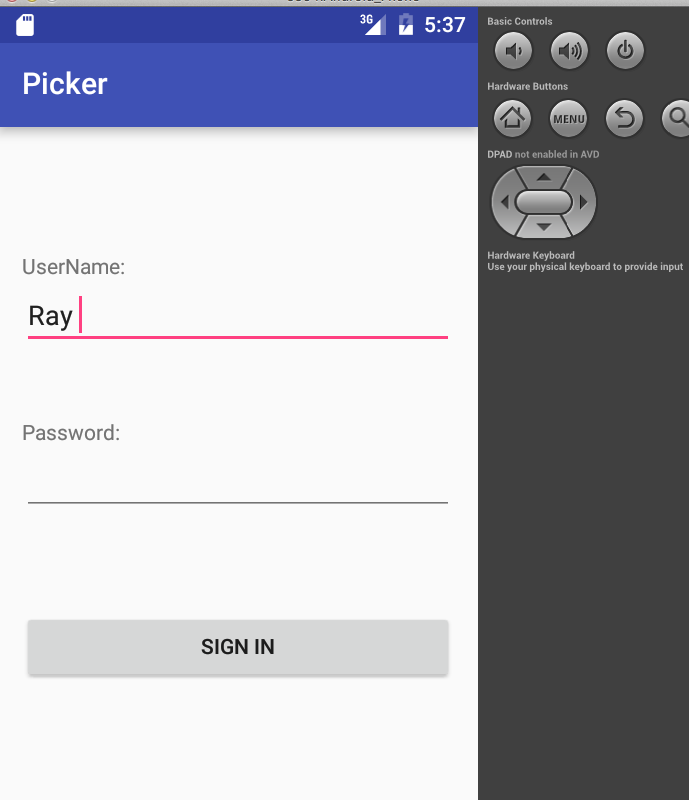 3G 5:37
Picker
UserName:
Ray
Password:
SIGN IN
Basic Controls
Hardware Buttons
MENU
DPAD not enabled in AVD
Hardware Keyboard
Use your physical keyboard to provide input